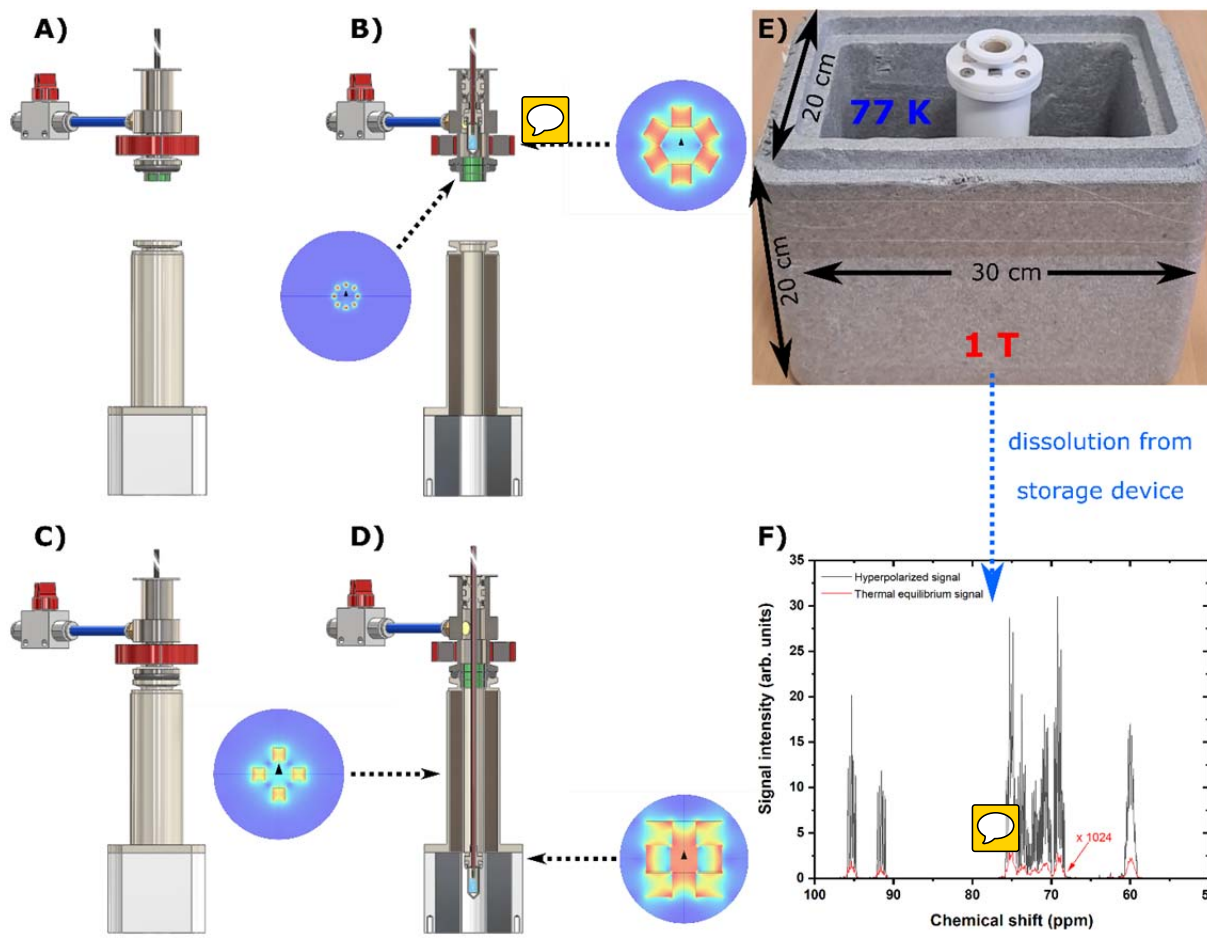 A)
B)
E)
20 cm
77 K
20 cm
30 cm
1 T
dissolution from
storage device
C)
D)
F)
Hyperpolarized signal
Thermal equilibrium signal
x 1024
Signal intensity (arb. units)
35
30
25
20
15
10
5
0
100 90 80 70 60 50
Chemical shift (ppm)